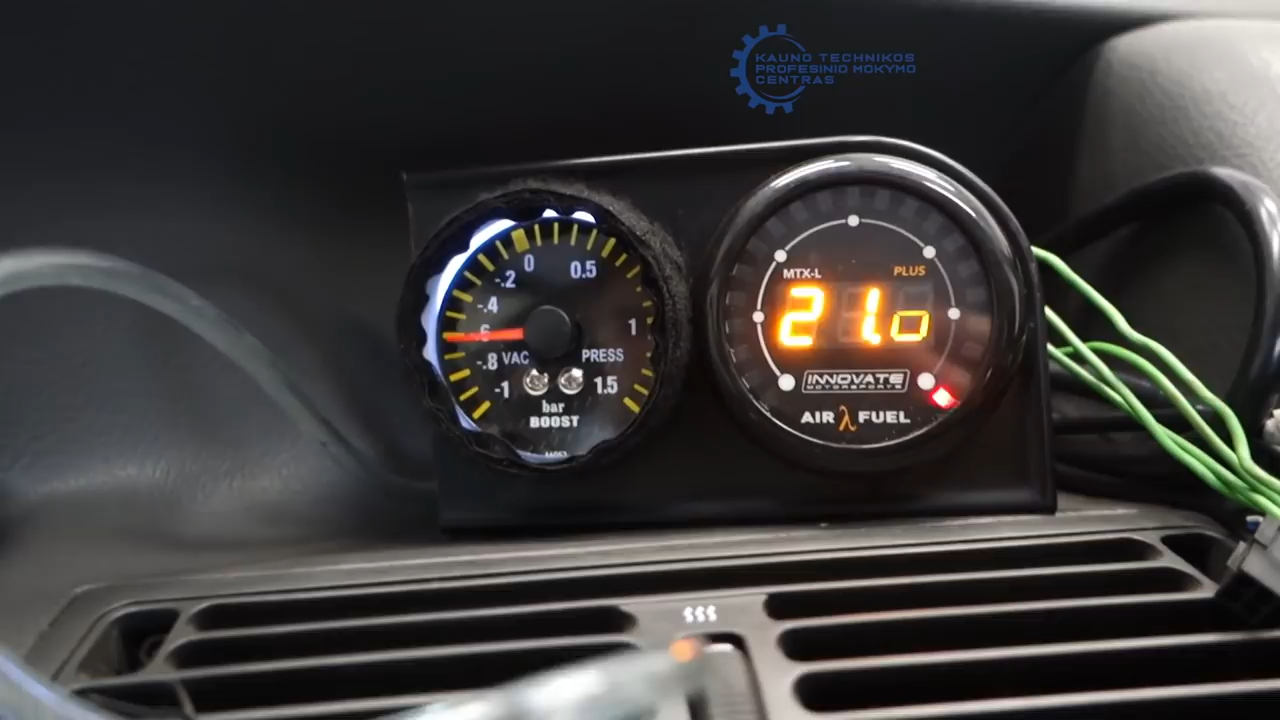 KAUNO TECHNIKOS
PROFESINIO MOKYMO
CENTRAS
0
0.5
-.2
-.4
1
-.8
VAC
PRESS
-1
1.5
bar
BOOST
MTX-L
PLUS
21.0
INNOVATE
MOTORSPORTS
AIR λ FUEL